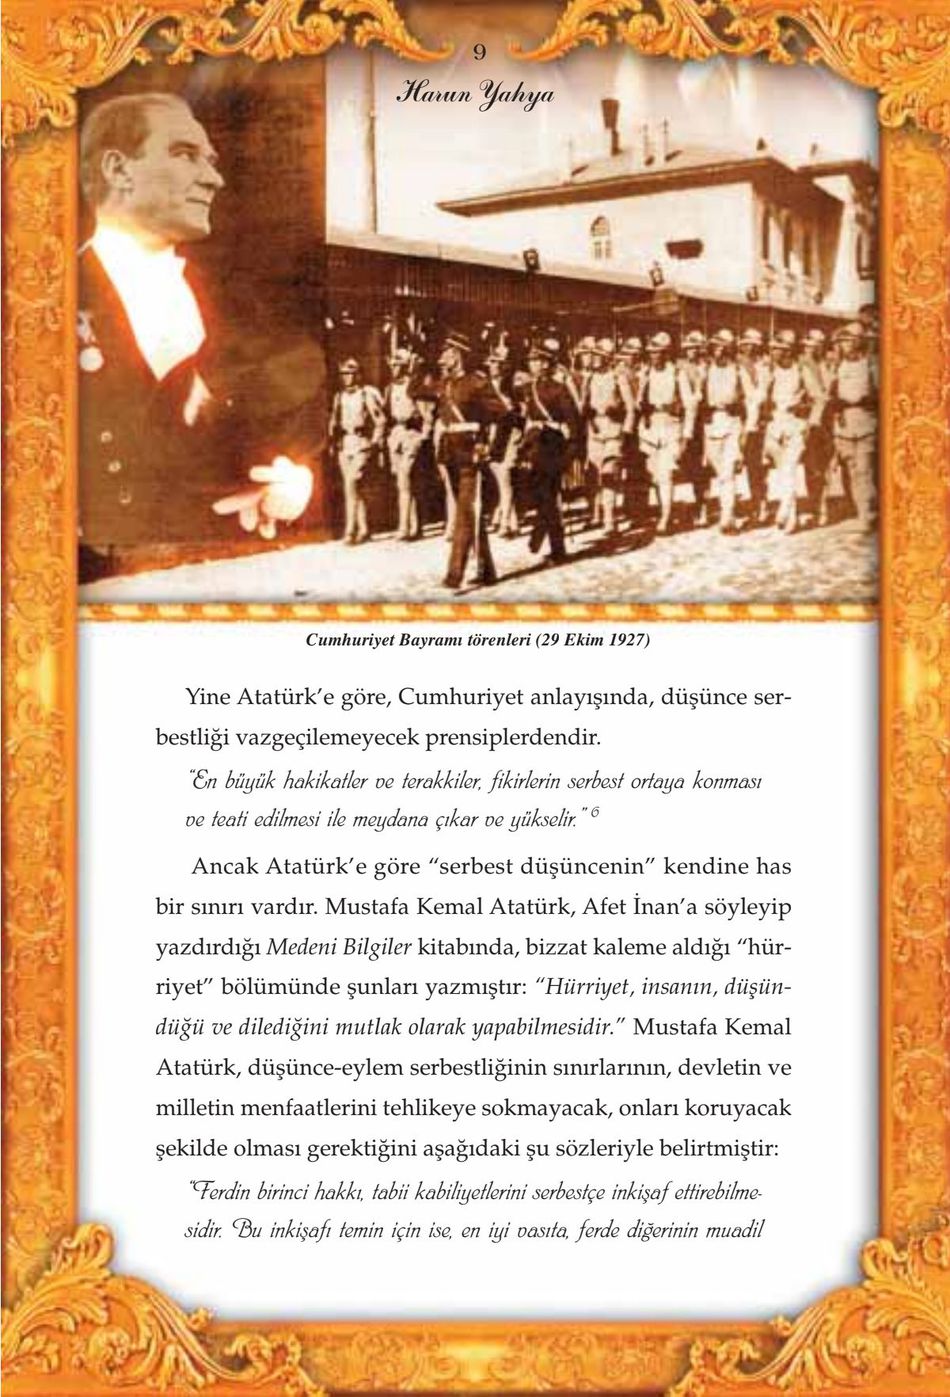 9
Harun Yahya
Cumhuriyet Bayramı törenleri (29 Ekim 1927)
Yine Atatürk’e göre, Cumhuriyet anlayışında, düşünce ser-
bestliği vazgeçilemeyecek prensiplerdendir.
“En büyük hakikatler ve terakkiler, fikirlerin serbest ortaya konması
ve teati edilmesi ile meydana çıkar ve yükselir.” 6
Ancak Atatürk’e göre “serbest düşüncenin” kendine has
bir sınırı vardır. Mustafa Kemal Atatürk, Afet İnan’a söyleyip
yazdırdığı Medeni Bilgiler kitabında, bizzat kaleme aldığı “hür-
riyet” bölümünde şunları yazmıştır: “Hürriyet, insanın, düşün-
düğü ve dilediğini mutlak olarak yapabilmesidir.” Mustafa Kemal
Atatürk, düşünce-eylem serbestliğinin sınırlarının, devletin ve
milletin menfaatlerini tehlikeye sokmayacak, onları koruyacak
şekilde olması gerektiğini aşağıdaki şu sözleriyle belirtmiştir:
“Ferdin birinci hakkı, tabii kabiliyetlerini serbestçe inkişaf ettirebilme-
sidir. Bu inkişafı temin için ise, en iyi vasıta, ferde diğerinin muadil